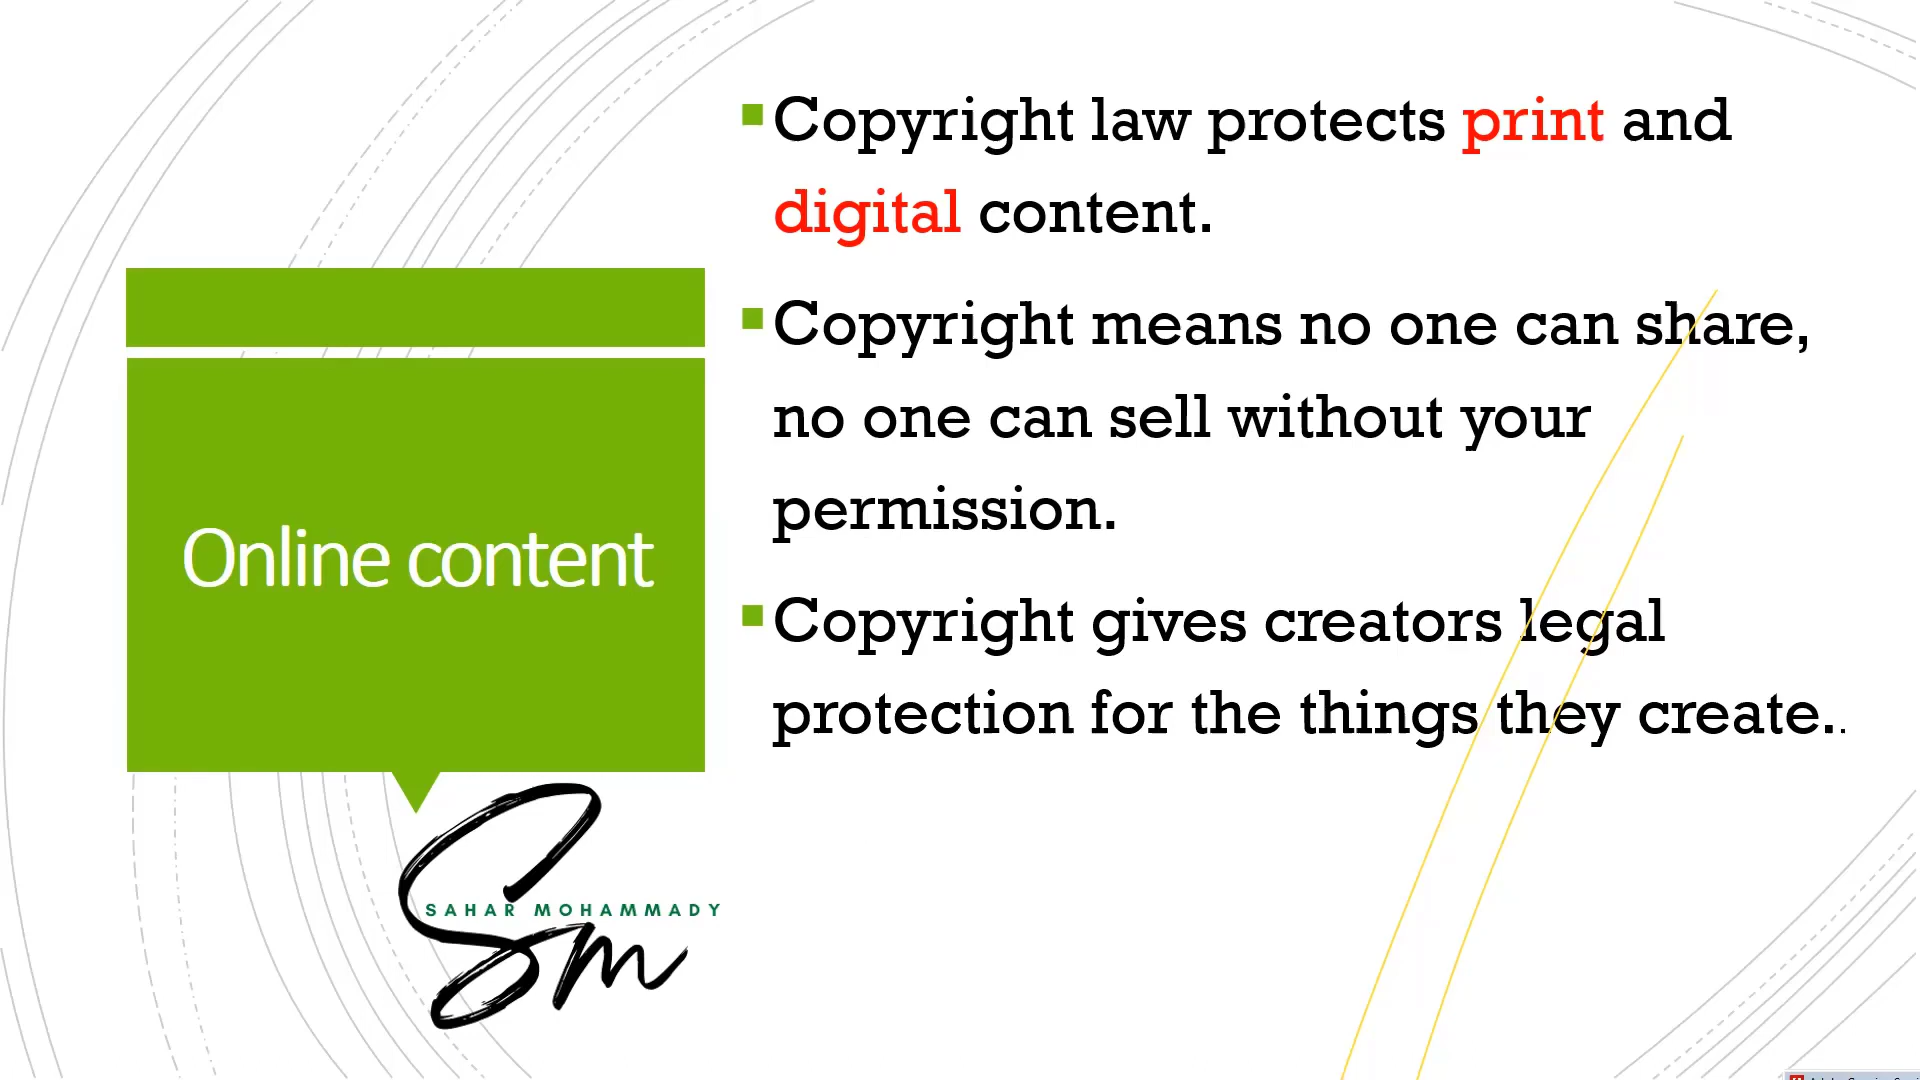 Copyright law protects print and
digital content.
Copyright means no one can share,
no one can sell without your
permission.
Copyright gives creators legal
protection for the things they create..
Online content
SAHAR MOHAMMADY
Sm